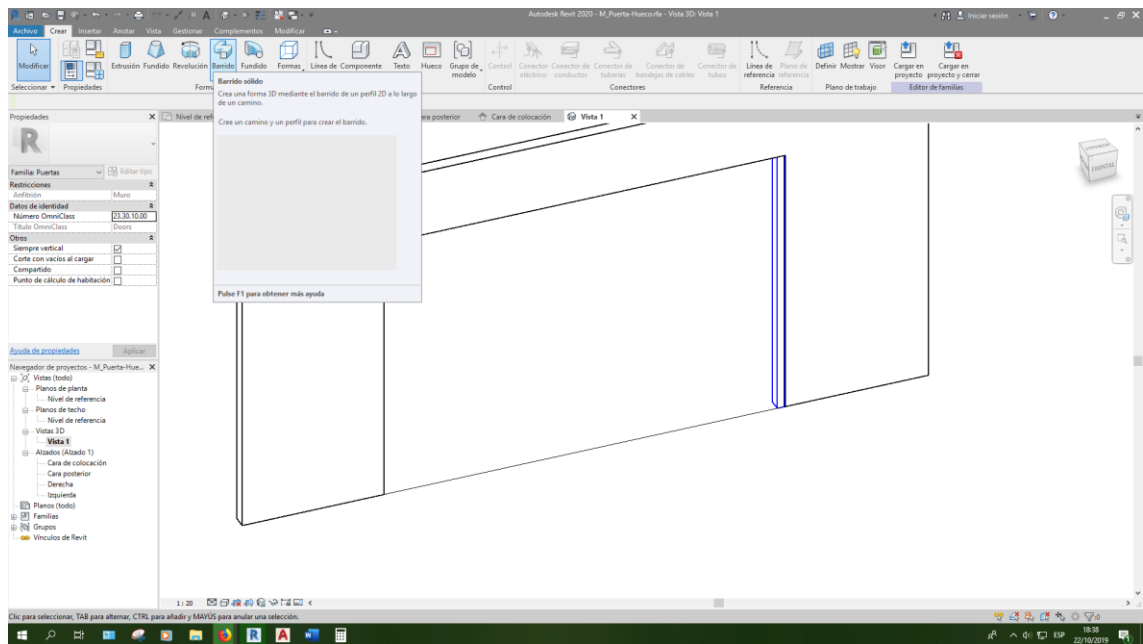 Autodesk Revit 2020 - M_Puerta-Hueco.rfa - Vista 3D: Vista 1
Iniciar sesión
Archivo Crear Insertar Anotar Vista Gestionar Complementos Modificar
Modificar
Extrusión Fundido Revolución Barrido Fundido Formas Línea de Componente Texto Hueco Grupo de Control Conector Conector de Conector de Conector de Conector de Línea de Plano de Definir Mostrar Visor Cargar en Cargar en
modelo eléctrico conductos tuberías bandejas de cables tubos referencia referencia proyecto proyecto y cerrar
Seleccionar Propiedades Control Conectores Referencia Plano de trabajo Editor de familias
Barrido sólido
Crea una forma 3D mediante el barrido de un perfil 2D a lo largo
de un camino.
Cree un camino y un perfil para crear el barrido.
Pulse F1 para obtener más ayuda
Propiedades
Cara de colocación
Vista 1
Familia: Puertas
Editar tipo
Restricciones
Anfitrión Muro
Datos de identidad
Número OmniClass 23.30.10.00
Título OmniClass Doors
Otros
Siempre vertical
Corte con vacíos al cargar
Compartido
Punto de cálculo de habitación
Ayuda de propiedades Aplicar
Navegador de proyectos - M_Puerta-Hue...
Vistas (todo)
Planos de planta
Nivel de referencia
Planos de techo
Nivel de referencia
Vistas 3D
Vista 1
Alzados (Alzado 1)
Cara de colocación
Cara posterior
Derecha
Izquierda
Planos (todo)
Familias
Grupos
Vínculos de Revit
1 : 20
Clic para seleccionar, TAB para alternar, CTRL para añadir y MAYÚS para anular una selección.
ESP
18:38
22/10/2019